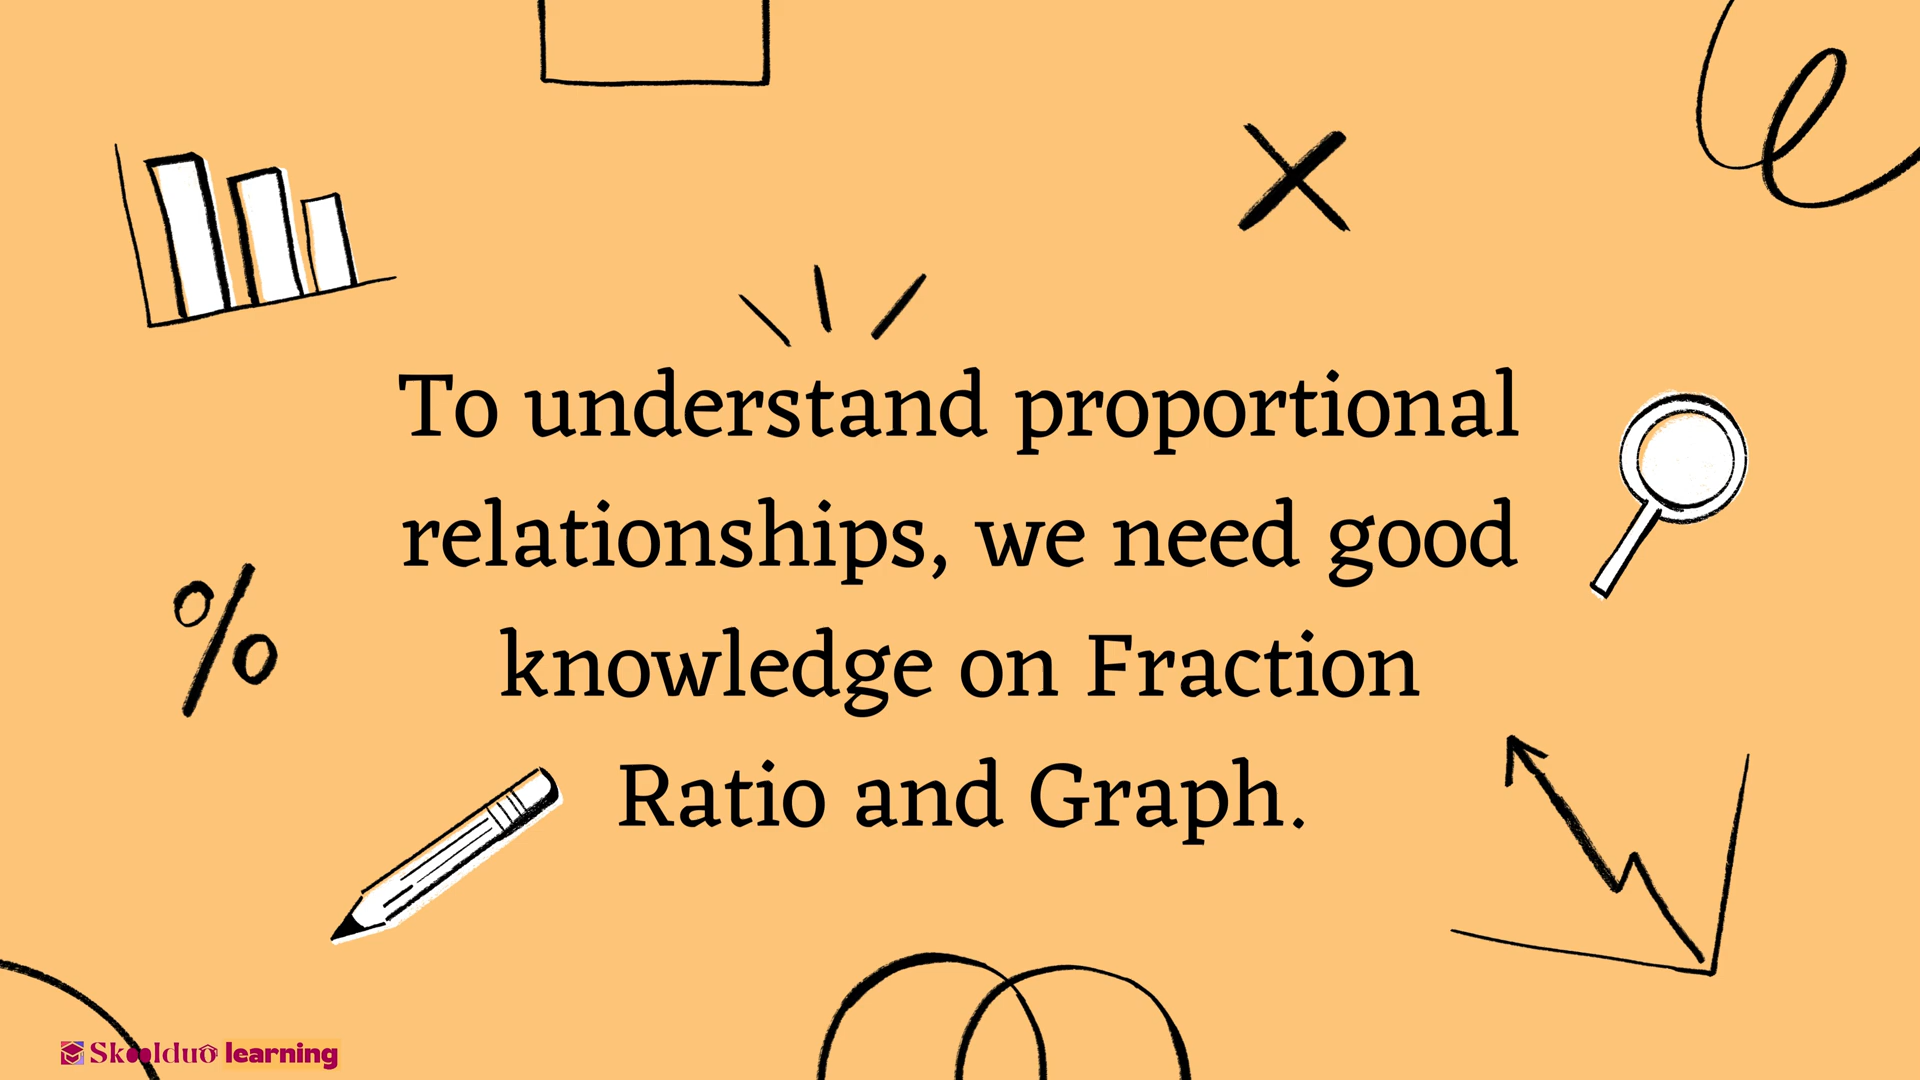 To understand proportional
relationships, we need good
knowledge on Fraction
Ratio and Graph.
%
Skoolduo learning